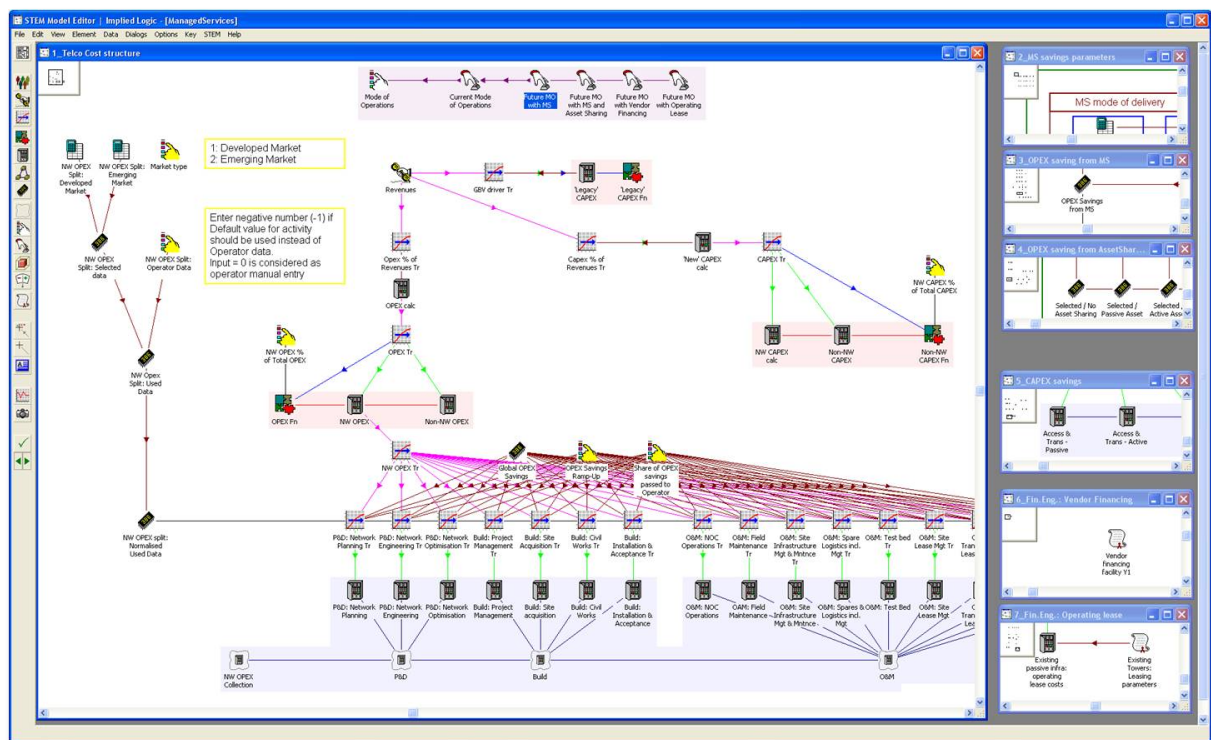 STEM Model Editor | Implied Logic - [ManagedServices]
File Edit View Element Data Dialogs Options Key STEM Help
1_Telco Cost structure
Mode of
Operations
Current Mode
of Operations
Future MO
with MS
Future MO
with MS and
Asset Sharing
Future MO
with Vendor
Financing
Future MO
with Operating
Lease
NW OPEX
Split:
Developed
Market
NW OPEX
Split:
Emerging
Market
Market type
1: Developed Market
2: Emerging Market
Revenues
GBV driver Tr
'Legacy'
CAPEX
'Legacy'
CAPEX Fn
Enter negative number (-1) if
Default value for activity
should be used instead of
Operator data.
Input = 0 is considered as
operator manual entry
NW OPEX
Split: Selected
data
NW OPEX
Split:
Operator Data
Opex % of
Revenues Tr
Capex % of
Revenues Tr
'New' CAPEX
calc
CAPEX Tr
OPEX calc
NW CAPEX %
of Total CAPEX
NW OPEX %
of Total OPEX
OPEX Tr
NW CAPEX
calc
Non-NW
CAPEX
Non-NW
CAPEX Fn
NW Opex
Split: Used
Data
OPEX Fn
NW OPEX
Non-NW OPEX
NW OPEX Tr
Global OPEX
Savings
OPEX Savings
Ramp-Up
Share of OPEX
savings
passed to
Operator
NW OPEX split:
Normalised
Used Data
P&D: Network
Planning Tr
P&D: Network
Engineering Tr
P&D: Network
Optimisation Tr
Build: Project
Management
Tr
Build: Site
Acquisition Tr
Build: Civil
Works Tr
Build:
Installation &
Acceptance Tr
O&M: NOC
Operations Tr
O&M: Field
Maintenance
Tr
O&M: Site
Infrastructure
Mgt & Mntnce
Tr
O&M: Spare
Logistics incl.
Mgt Tr
O&M: Test bed
Tr
O&M: Site
Lease Mgt Tr
P&D: Network
Planning
P&D: Network
Engineering
P&D: Network
Optimisation
Build: Project
Management
Build: Site
acquisition
Build: Civil
Works
Build:
Installation &
Acceptance
O&M: NOC
Operations
OAM: Field
Maintenance
O&M: Site
Infrastructure
Mgt & Mntnce
O&M: Spares &
Logistics incl.
Mgt
O&M: Test Bed
O&M: Site
Lease Mgt
NW OPEX
Collection
P&D
Build
O&M
2_MS savings parameters
MS mode of delivery
3_OPEX saving from MS
OPEX Savings
from MS
4_OPEX saving from AssetShar...
Selected / No
Asset Sharing
Selected /
Passive Asset
Selected /
Active Ass
5_CAPEX savings
Access &
Trans -
Passive
Access &
Trans - Active
6_Fin.Eng.: Vendor Financing
Vendor
financing
facility Y1
7_Fin.Eng.: Operating lease
Existing
passive infra:
operating
lease costs
Existing
Towers:
Leasing
parameters